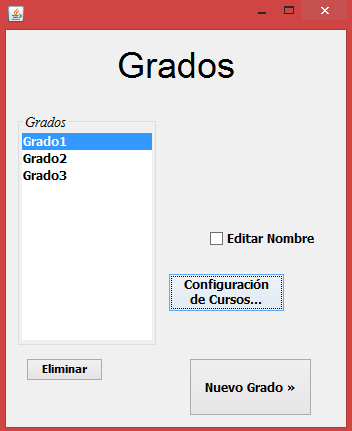 Grados
Grados
Grado1
Grado2
Grado3
Editar Nombre
Configuración
de Cursos...
Eliminar
Nuevo Grado »